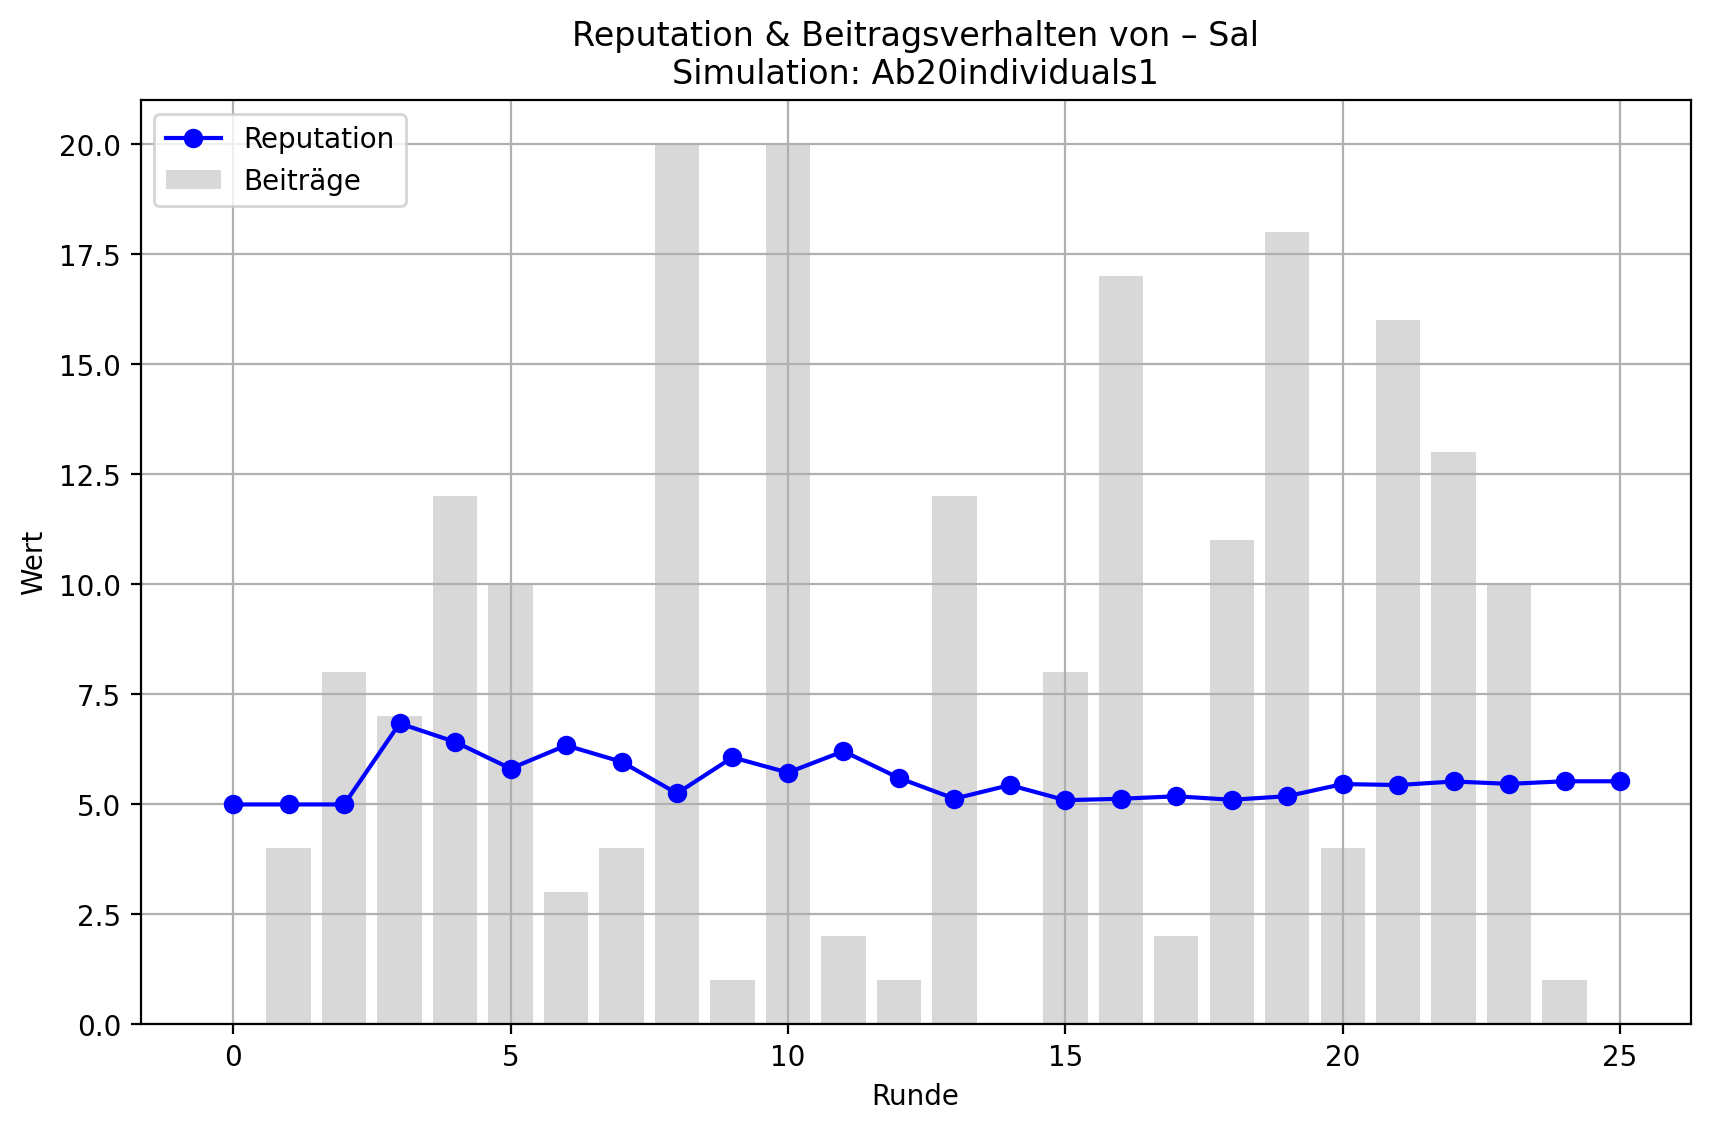 Reputation & Beitragsverhalten von – Sal
Simulation: Ab20individuals1
Reputation
Beiträge
20.0
17.5
15.0
12.5
10.0
7.5
5.0
2.5
0.0
Wert
0 5 10 15 20 25
Runde